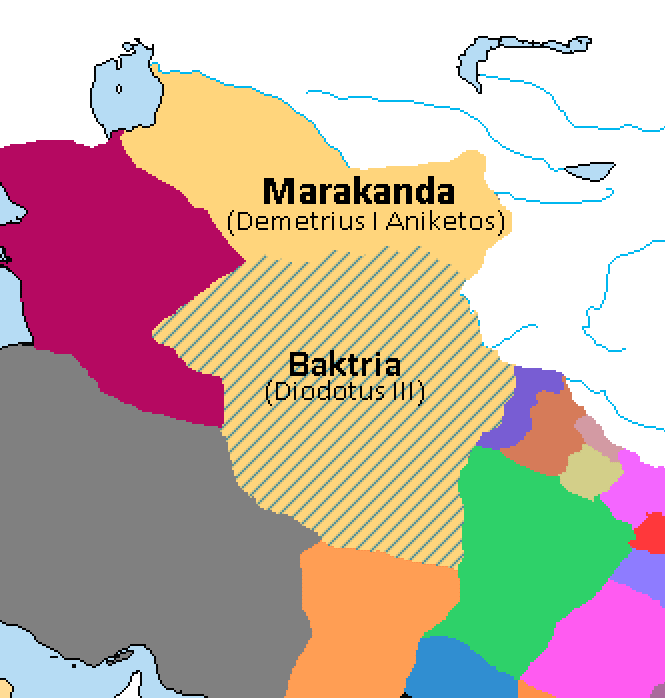 Marakanda
(Demetrius I Aniketos)
Baktria
(Diodotus III)